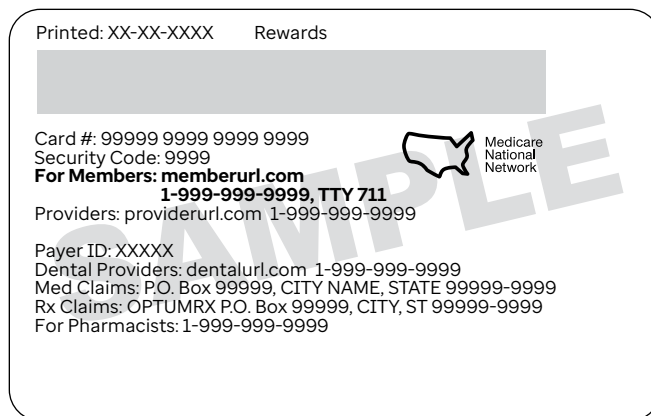 Printed: XX-XX-XXXX Rewards
Card #: 99999 9999 9999 9999
Security Code: 9999
Medicare
National
Network
For Members: memberurl.com
1-999-999-9999, TTY 711
Providers: providerurl.com 1-999-999-9999
SAMPLE
Payer ID: XXXXX
Dental Providers: dentalurl.com 1-999-999-9999
Med Claims: P.O. Box 99999, CITY NAME, STATE 99999-9999
Rx Claims: OPTUMRX P.O. Box 99999, CITY, ST 99999-9999
For Pharmacists: 1-999-999-9999